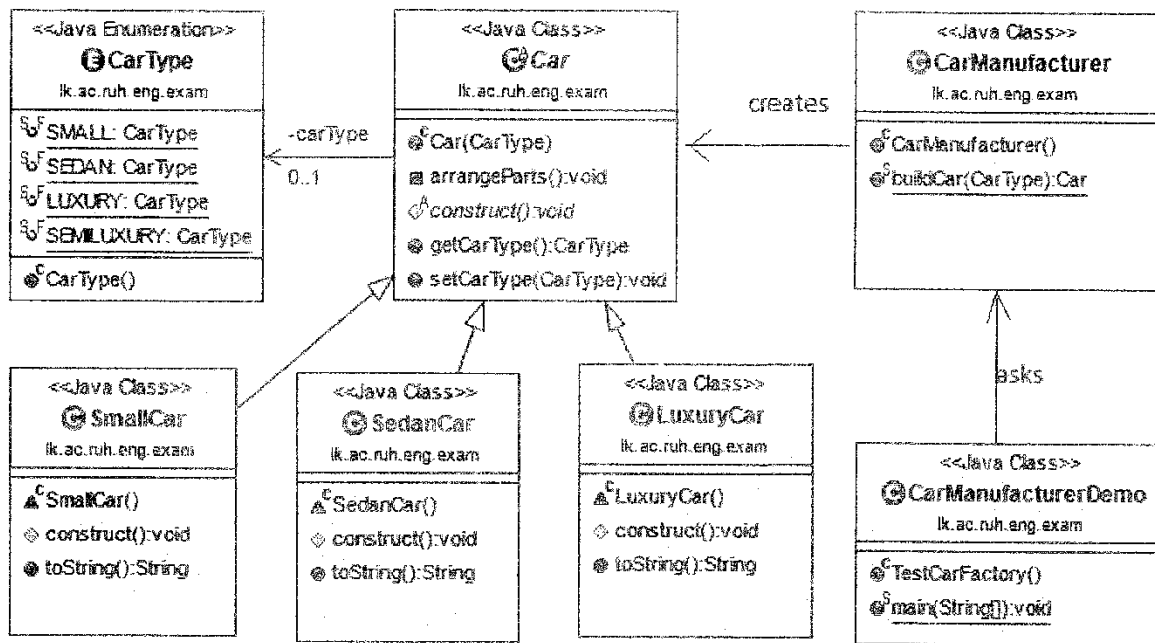 <<Java Enumeration>>
CarType
lk.ac.ruh.eng.exam
SMALL: CarType
SEDAN: CarType
LUXURY: CarType
SEMILUXURY: CarType
CarType()
-carType
0..1
<<Java Class>>
Car
lk.ac.ruh.eng.exam
Car(CarType)
arrangeParts():void
construct():void
getCarType():CarType
setCarType(CarType):void
creates
<<Java Class>>
CarManufacturer
lk.ac.ruh.eng.exam
CarManufacturer()
buildCar(CarType):Car
<<Java Class>>
SmallCar
lk.ac.ruh.eng.exam
SmallCar()
construct():void
toString():String
<<Java Class>>
SedanCar
lk.ac.ruh.eng.exam
SedanCar()
construct():void
toString():String
<<Java Class>>
LuxuryCar
lk.ac.ruh.eng.exam
LuxuryCar()
construct():void
toString():String
asks
<<Java Class>>
CarManufacturerDemo
lk.ac.ruh.eng.exam
TestCarFactory()
main(String[]):void